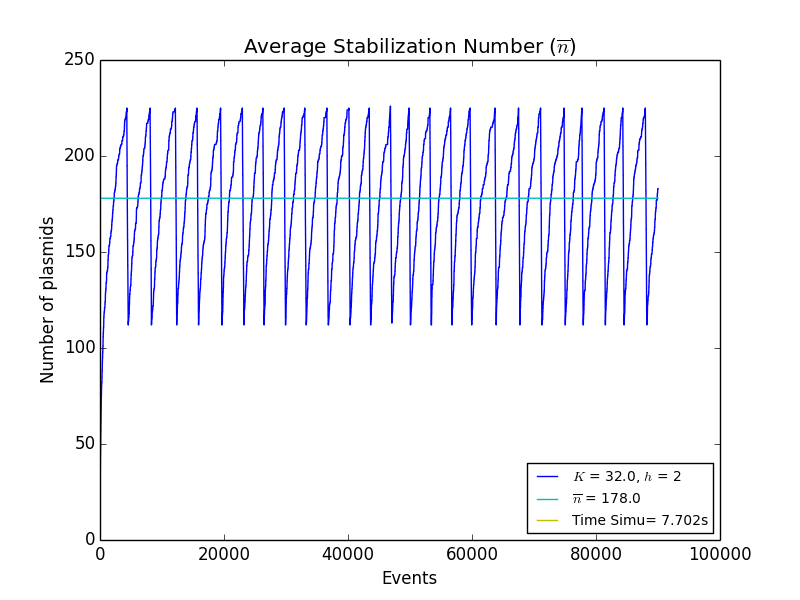 Average Stabilization Number (n̅)
250
200
150
100
50
0
Number of plasmids
0 20000 40000 60000 80000 100000
Events
K = 32.0, h = 2
n̅ = 178.0
Time Simu= 7.702s